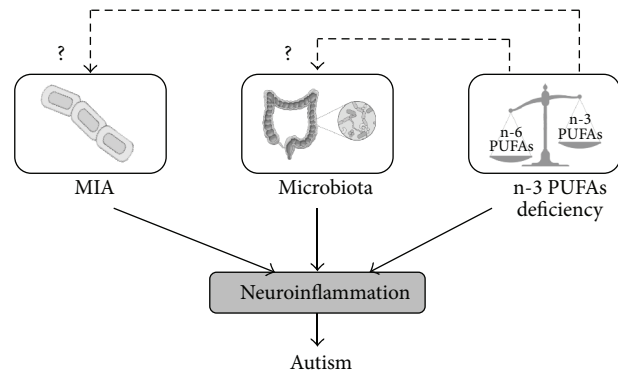 ?
?
n-6
PUFAs
n-3
PUFAs
MIA
Microbiota
n-3 PUFAs
deficiency
Neuroinflammation
Autism